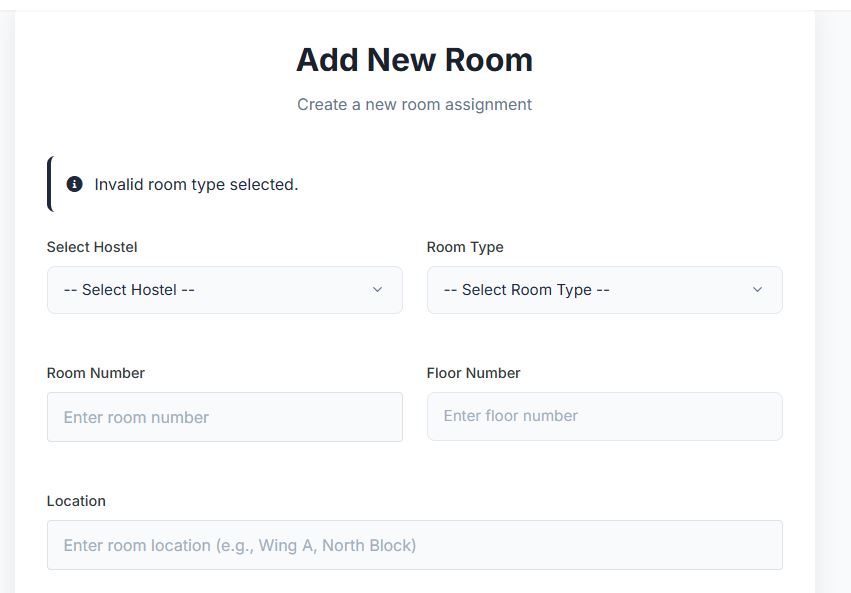 Add New Room
Create a new room assignment
Invalid room type selected.
Select Hostel
Room Type
-- Select Hostel --
-- Select Room Type --
Room Number
Floor Number
Enter room number
Enter floor number
Location
Enter room location (e.g., Wing A, North Block)